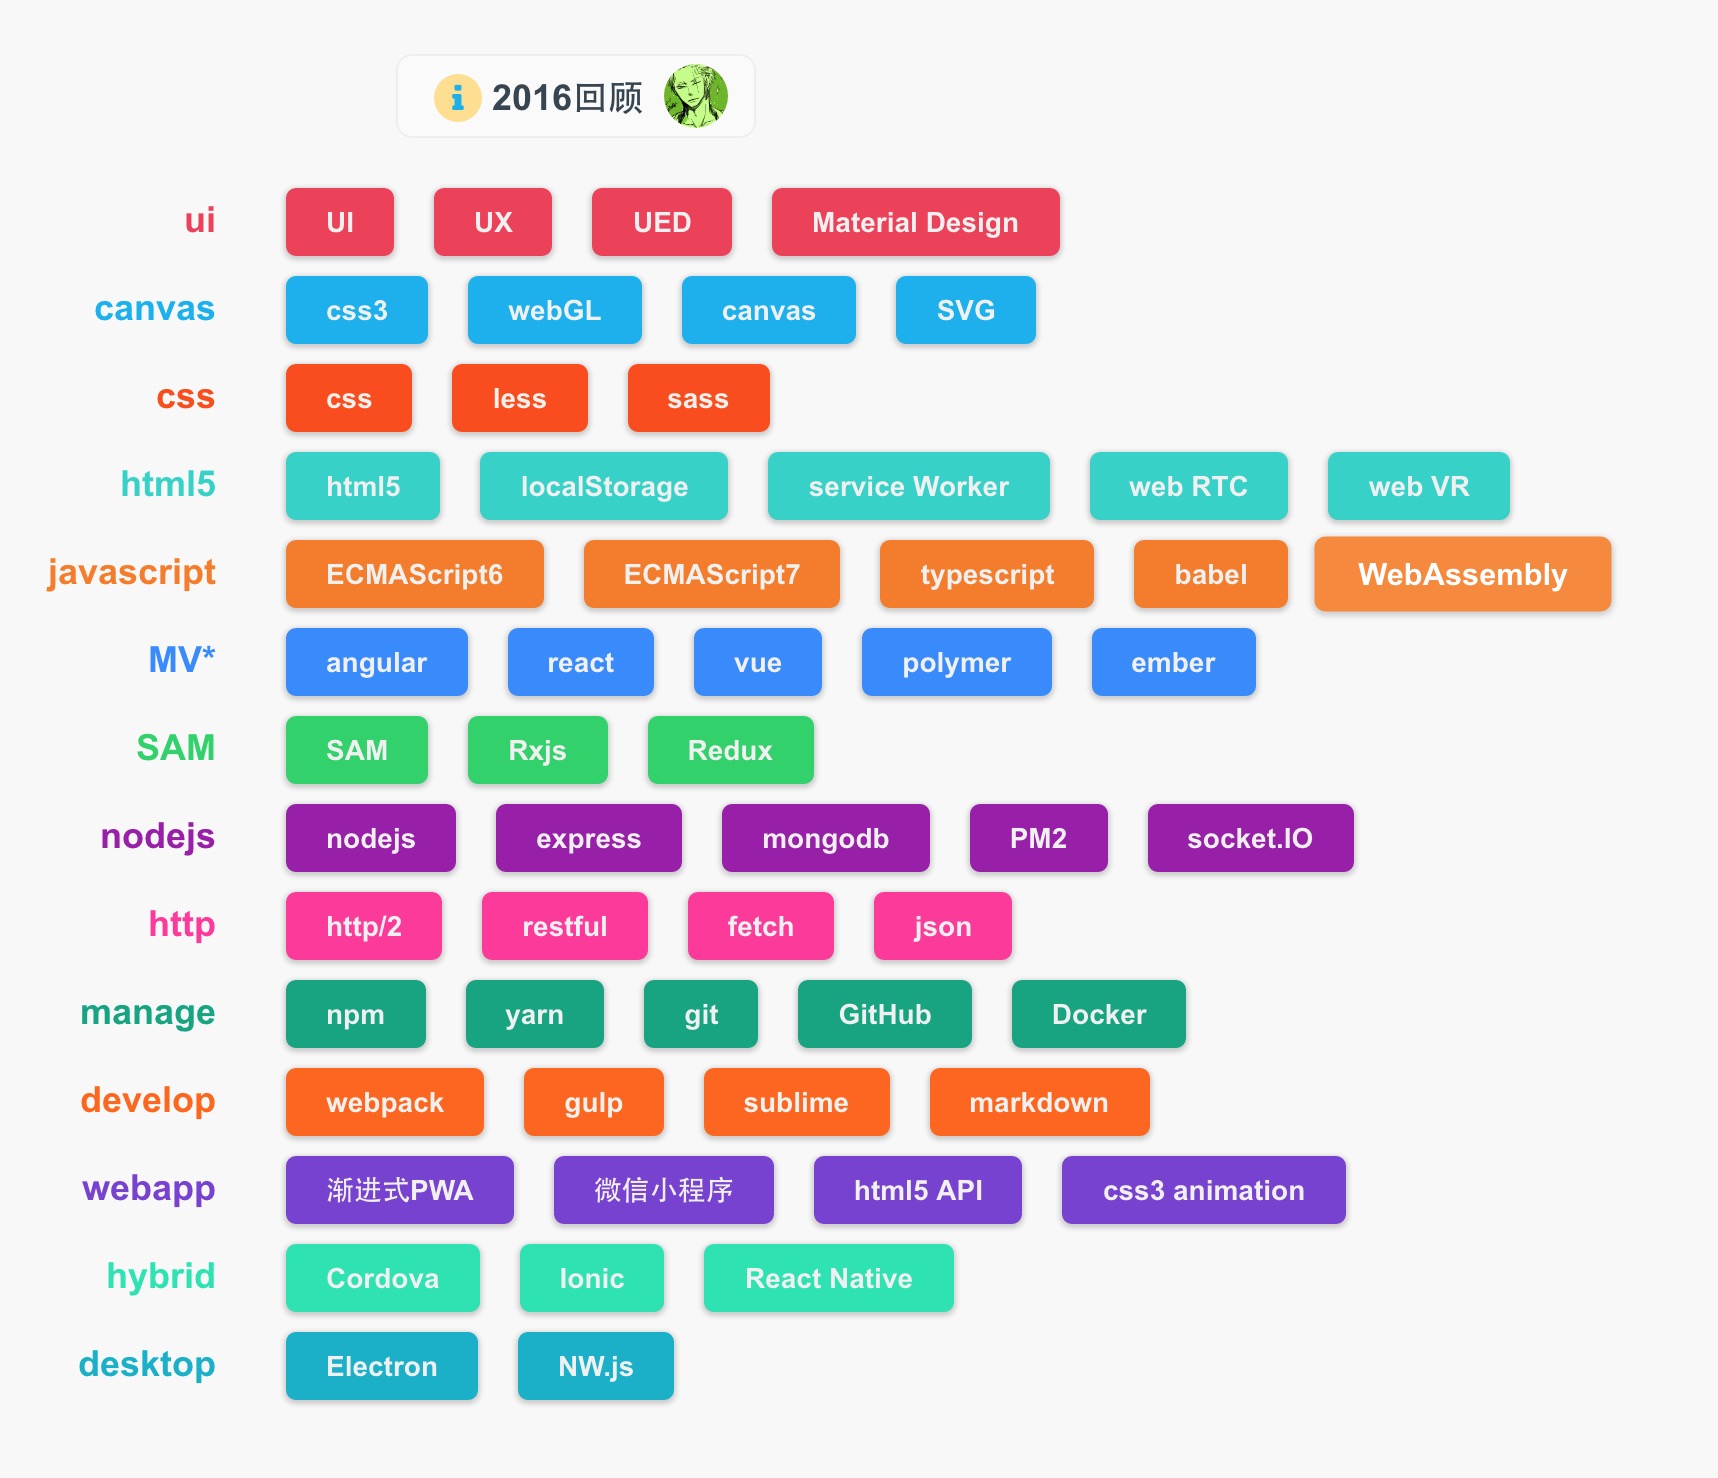 2016回顾
ui UI UX UED Material Design
canvas css3 webGL canvas SVG
css css less sass
html5 html5 localStorage service Worker web RTC web VR
javascript ECMAScript6 ECMAScript7 typescript babel WebAssembly
MV* angular react vue polymer ember
SAM SAM Rxjs Redux
nodejs nodejs express mongodb PM2 socket.IO
http http/2 restful fetch json
manage npm yarn git GitHub Docker
develop webpack gulp sublime markdown
webapp 渐进式PWA 微信小程序 html5 API css3 animation
hybrid Cordova Ionic React Native
desktop Electron NW.js